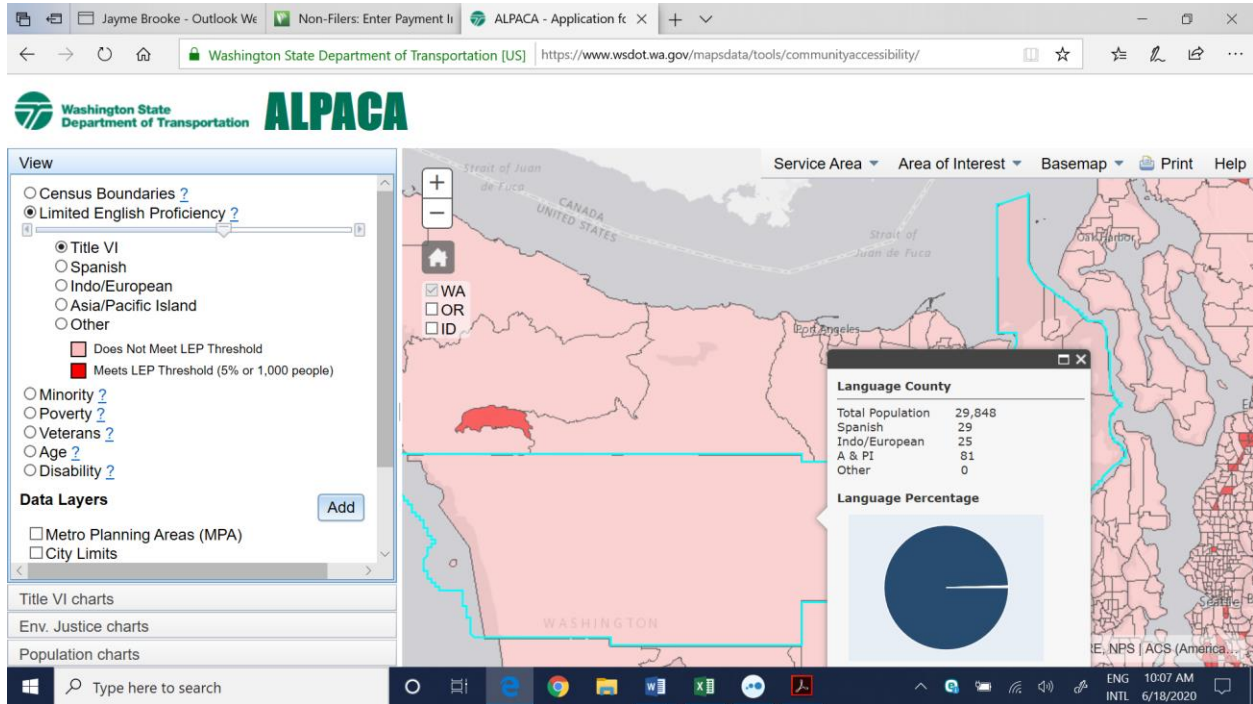 Jayme Brooke - Outlook We
Non-Filers: Enter Payment I
ALPACA - Application fo
Washington State Department of Transportation [US]
https://www.wsdot.wa.gov/mapsdata/tools/communityaccessibility/
Washington State
Department of Transportation
ALPACA
View
Census Boundaries ?
Limited English Proficiency ?
Title VI
Spanish
Indo/European
Asia/Pacific Island
Other
Does Not Meet LEP Threshold
Meets LEP Threshold (5% or 1,000 people)
Minority ?
Poverty ?
Veterans ?
Age ?
Disability ?
Data Layers
Add
Metro Planning Areas (MPA)
City Limits
Title VI charts
Env. Justice charts
Population charts
Service Area
Area of Interest
Basemap
Print
Help
Strait of Juan
de Fuca
CANADA
UNITED STATES
Strait of
Juan de Fuca
Oak Harbor
WA
OR
ID
Port Angeles
Language County
Total Population 29,848
Spanish 29
Indo/European 25
A & PI 81
Other 0
Language Percentage
WASHINGTON
Seattle
E, NPS | ACS (America...
Type here to search
ENG
INTL
10:07 AM
6/18/2020